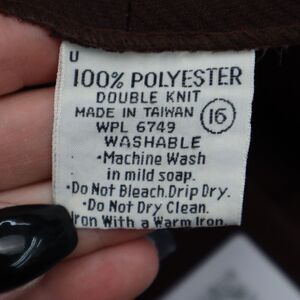 U
100% POLYESTER
DOUBLE KNIT
MADE IN TAIWAN 16
WPL 6749
WASHABLE
•Machine Wash
in mild soap.
•Do Not Bleach.Drip Dry.
•Do Not Dry Clean.
Iron With a Warm Iron.